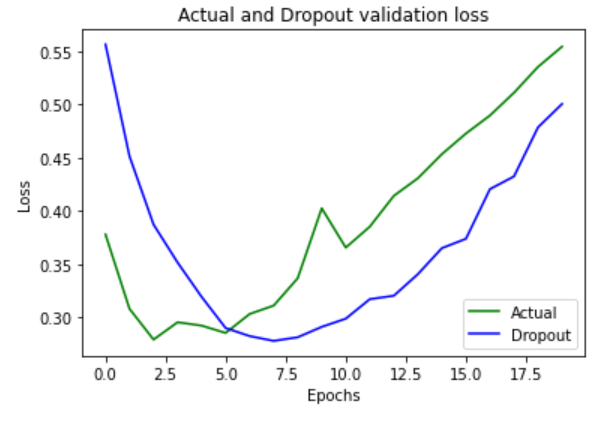 Actual and Dropout validation loss
0.55
0.50
0.45
0.40
0.35
0.30
Loss
Actual
Dropout
0.0 2.5 5.0 7.5 10.0 12.5 15.0 17.5
Epochs